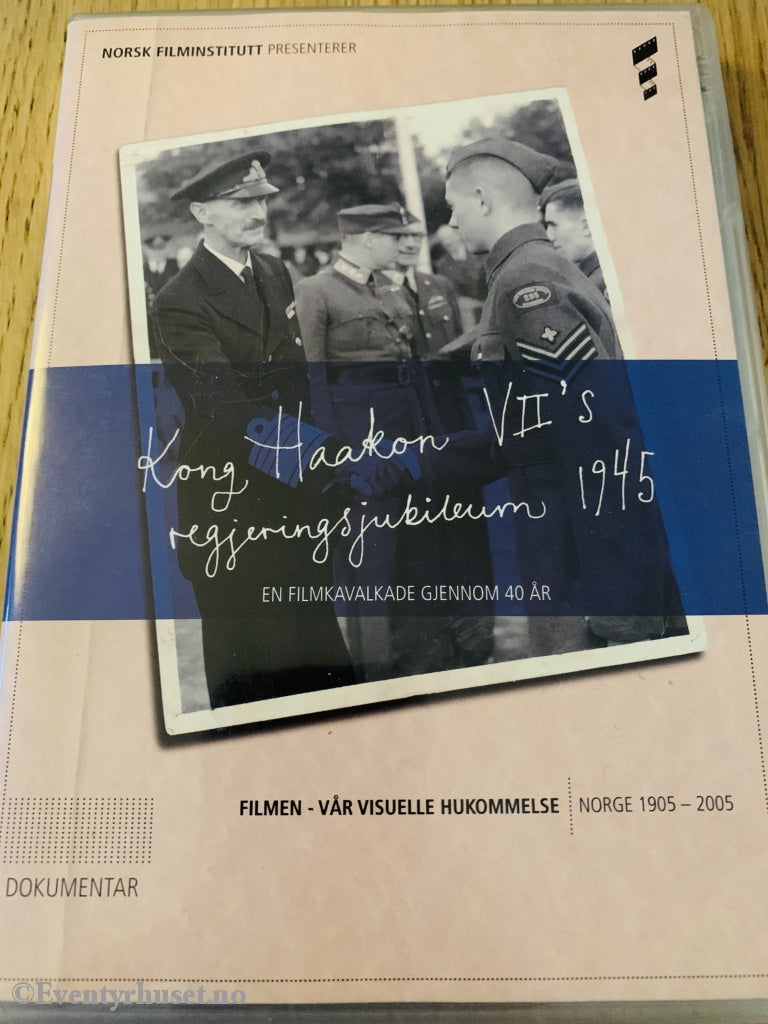 NORSK FILMINSTITUTT PRESENTERER
Kong Haakon VII's
regjeringsjubileum 1945
EN FILMKAVALKADE GJENNOM 40 ÅR
FILMEN - VÅR VISUELLE HUKOMMELSE NORGE 1905 – 2005
DOKUMENTAR
©Eventyrhuset.no